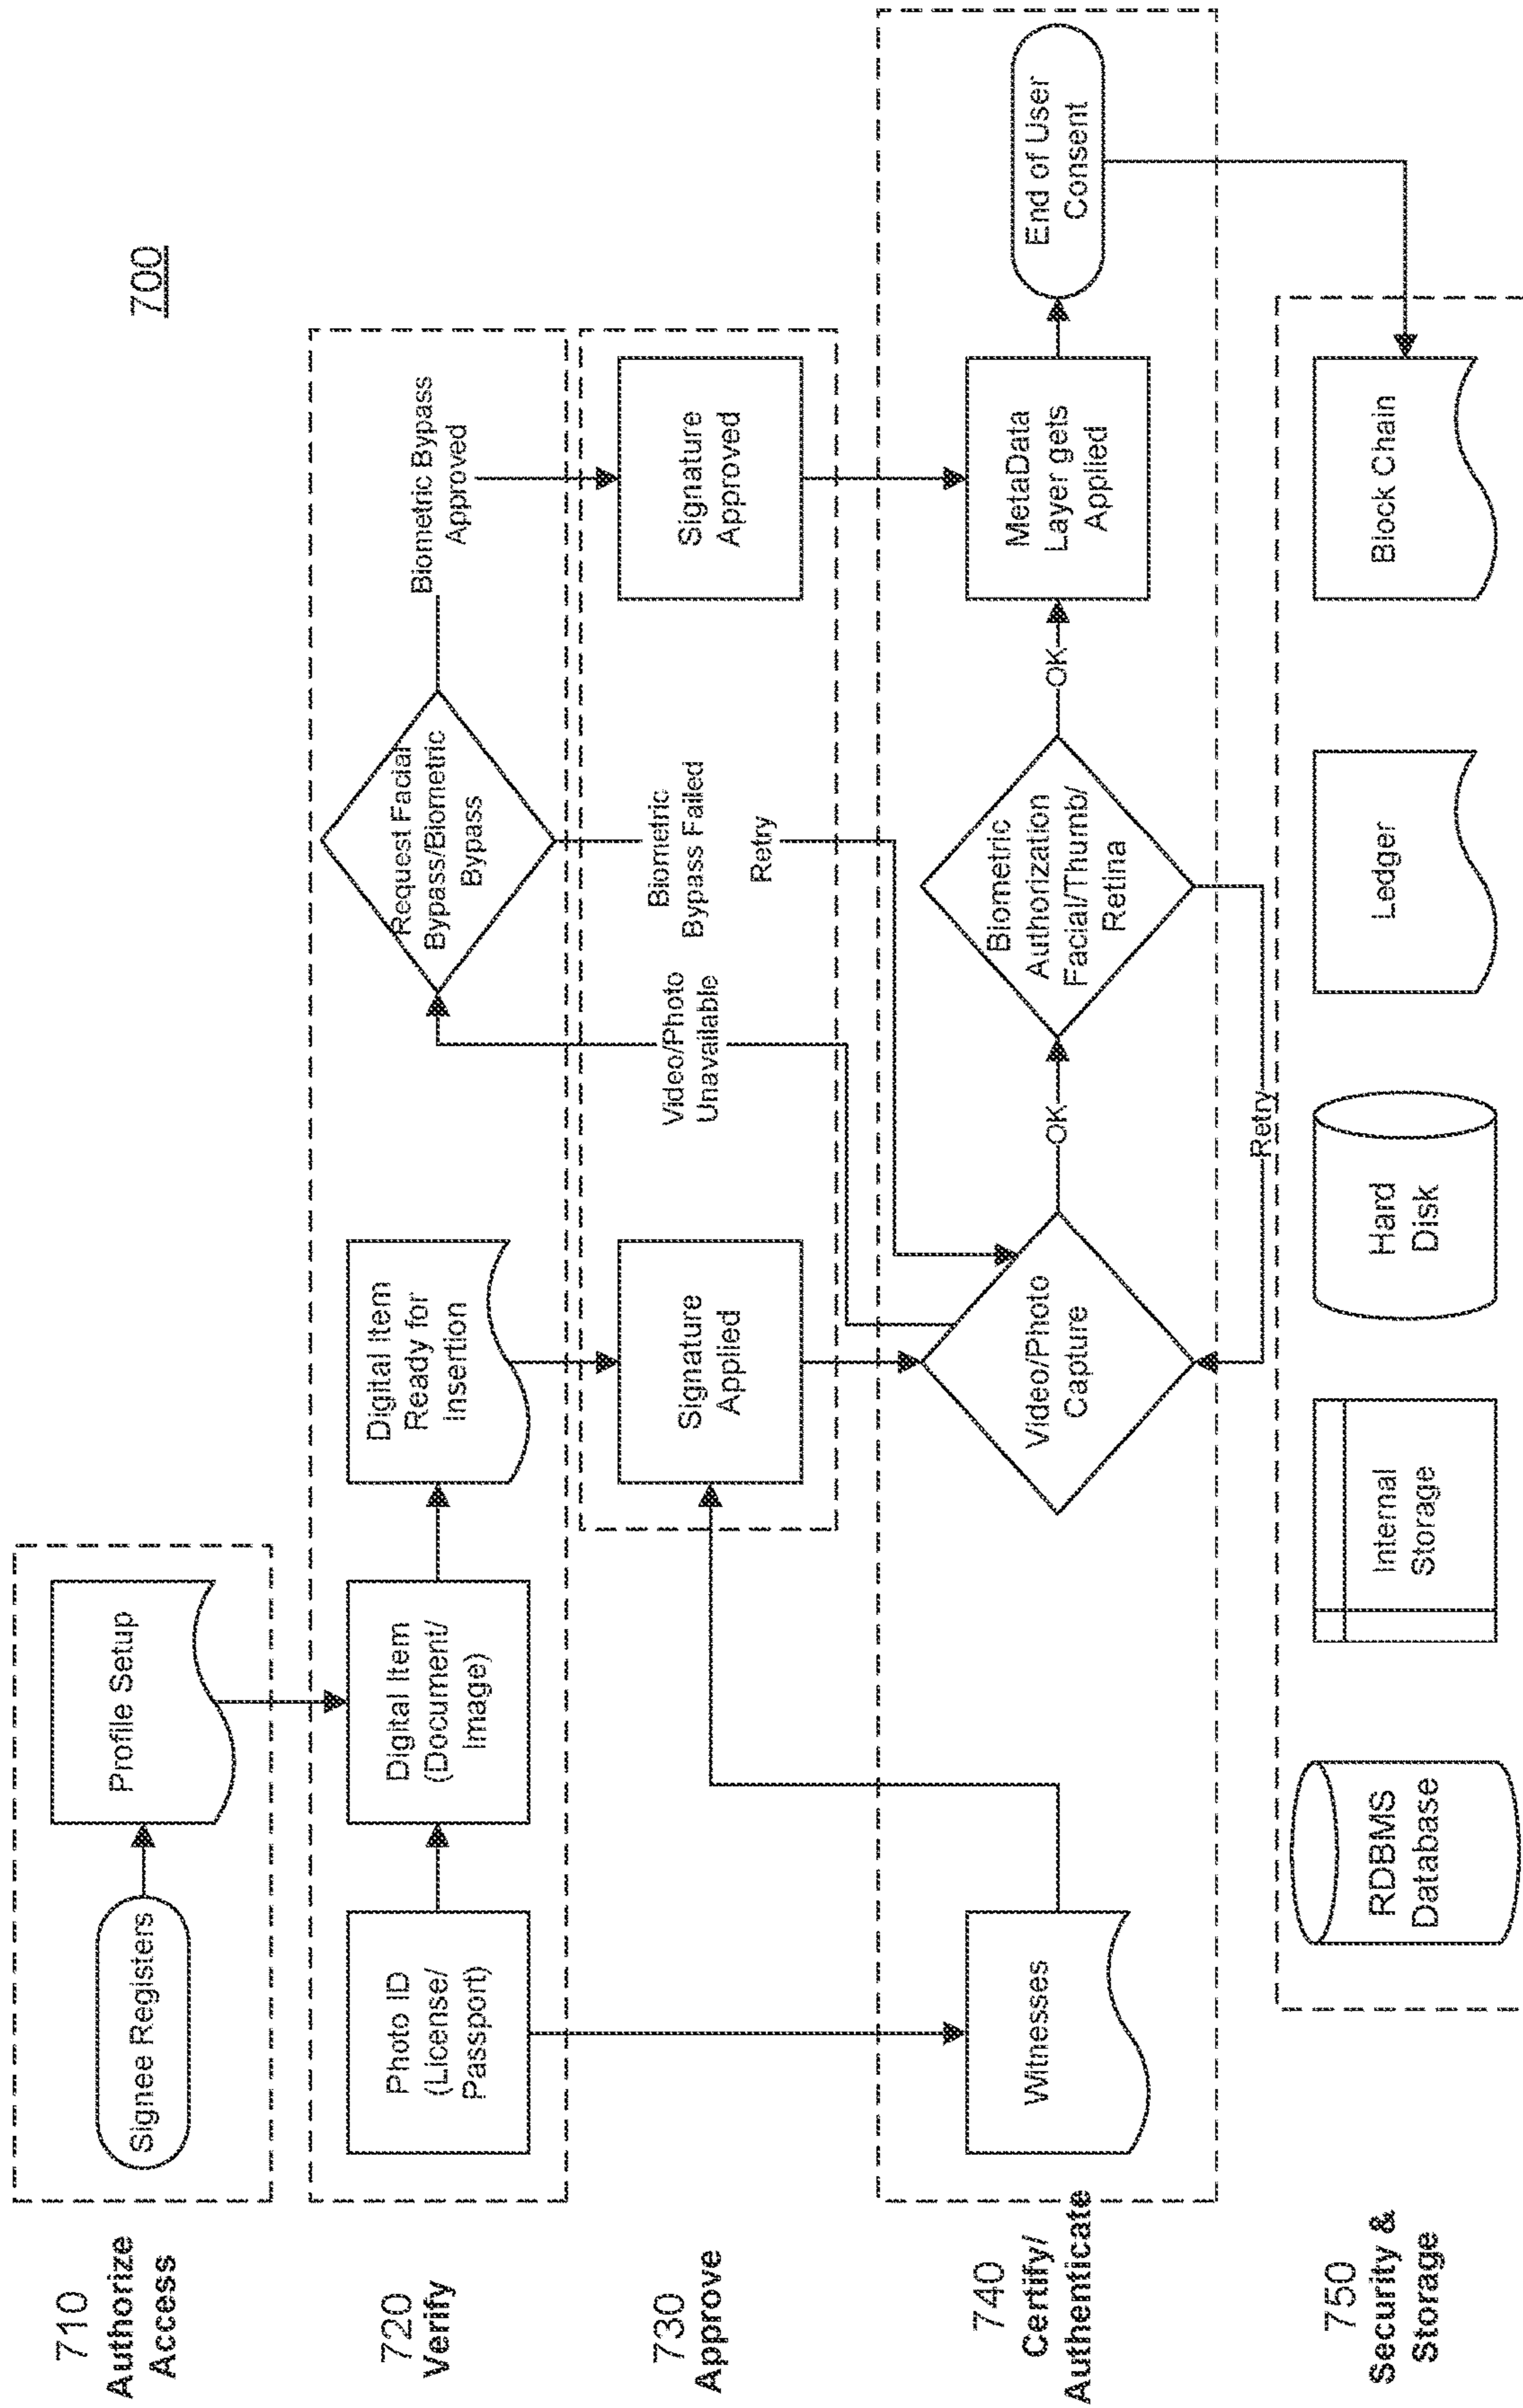 700
710
Authorize
Access
Signee Registers
Profile Setup
720
Verify
Photo ID
(License/
Passport)
Digital Item
(Document/
Image)
Digital Item
Ready for
Insertion
Request Facial
Bypass/Biometric
Bypass
Biometric Bypass
Approved
730
Approve
Signature
Applied
Video/Photo
Unavailable
Biometric
Bypass Failed
Retry
Signature
Approved
740
Certify/
Authenticate
Witnesses
Video/Photo
Capture
OK
Biometric
Authorization
Facial/Thumb/
Retina
OK
MetaData
Layer gets
Applied
End of User
Consent
Retry
750
Security &
Storage
RDBMS
Database
Internal
Storage
Hard
Disk
Ledger
Block Chain